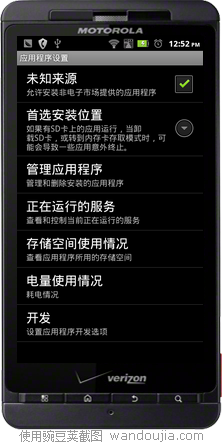 MOTOROLA
12:52 PM
应用程序设置
未知来源
允许安装非电子市场提供的应用程序
首选安装位置
如果有SD卡上的应用运行，当卸
载SD卡，或转到内存卡存取模式时，可
能会导致一些应用意外终止。
管理应用程序
管理和删除安装的应用程序
正在运行的服务
查看和控制当前正在运行的服务
存储空间使用情况
查看应用程序所用的存储空间
电量使用情况
耗电情况
开发
设置应用程序开发选项
verizon
使用豌豆荚截图 wandoujia.com